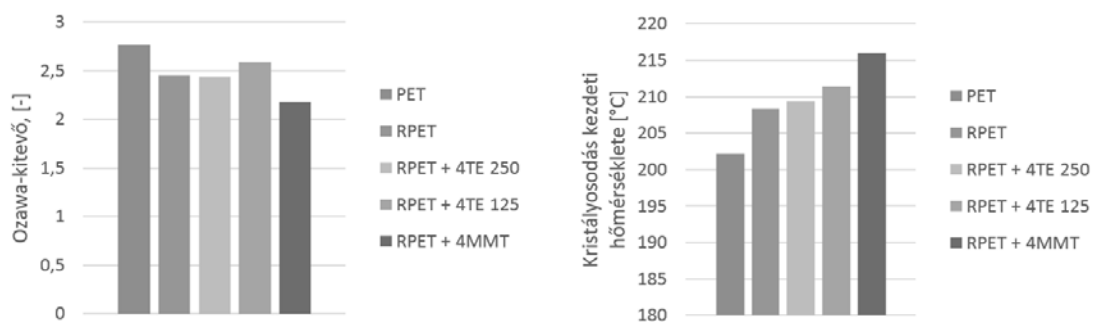 Ozawa-kitevő, [-]
3
2,5
2
1,5
1
0,5
0
PET
RPET
RPET + 4TE 250
RPET + 4TE 125
RPET + 4MMT
Kristályosodás kezdeti
hőmérséklete [°C]
220
215
210
205
200
195
190
185
180
PET
RPET
RPET + 4TE 250
RPET + 4TE 125
RPET + 4MMT